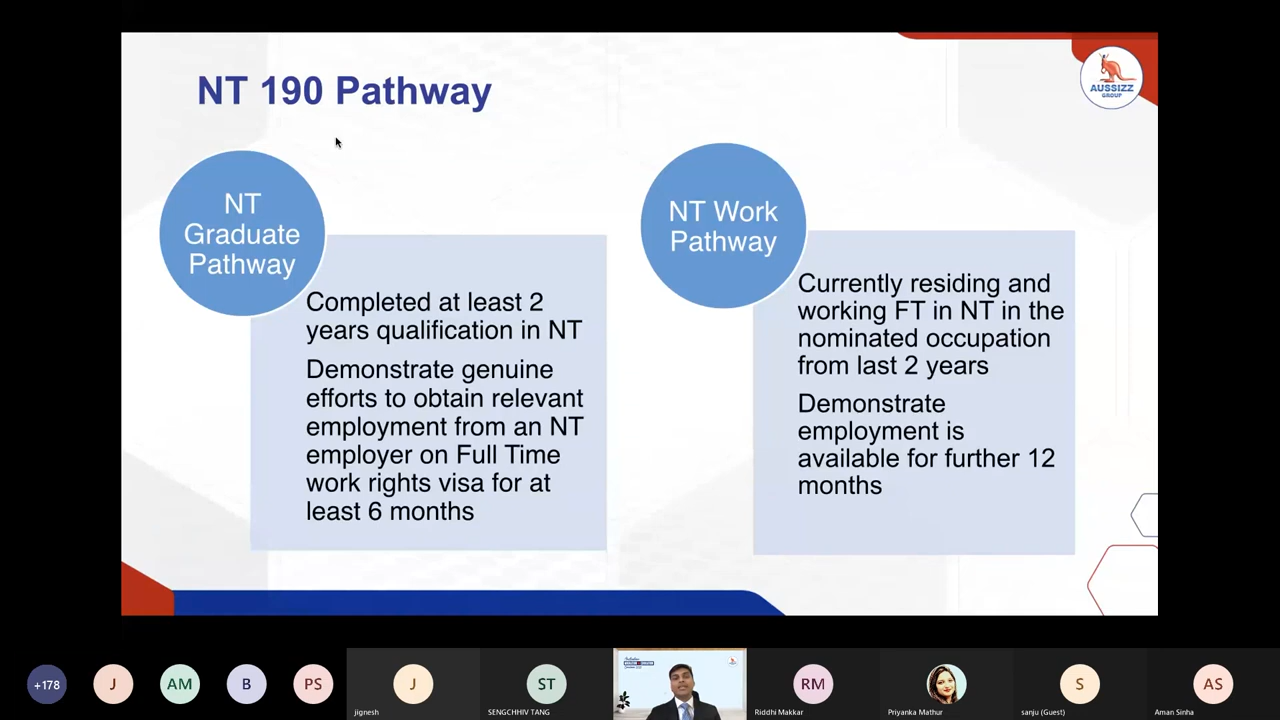 NT 190 Pathway
AUSSIZZ
GROUP
NT
Graduate
Pathway
Completed at least 2
years qualification in NT
Demonstrate genuine
efforts to obtain relevant
employment from an NT
employer on Full Time
work rights visa for at
least 6 months
NT Work
Pathway
Currently residing and
working FT in NT in the
nominated occupation
from last 2 years
Demonstrate
employment is
available for further 12
months
+178
J
AM
B
PS
J
jignesh
ST
SENGCHHIV TANG
RM
Riddhi Makkar
Priyanka Mathur
S
sanju (Guest)
AS
Aman Sinha